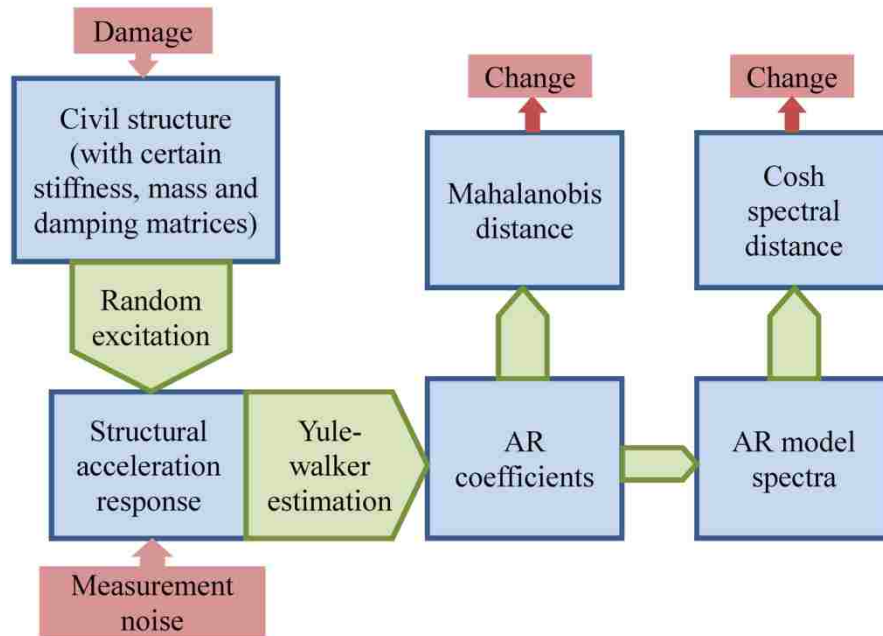 Damage
Civil structure
(with certain
stiffness, mass and
damping matrices)
Random
excitation
Structural
acceleration
response
Measurement
noise
Yule-
walker
estimation
AR
coefficients
Mahalanobis
distance
Change
AR model
spectra
Cosh
spectral
distance
Change